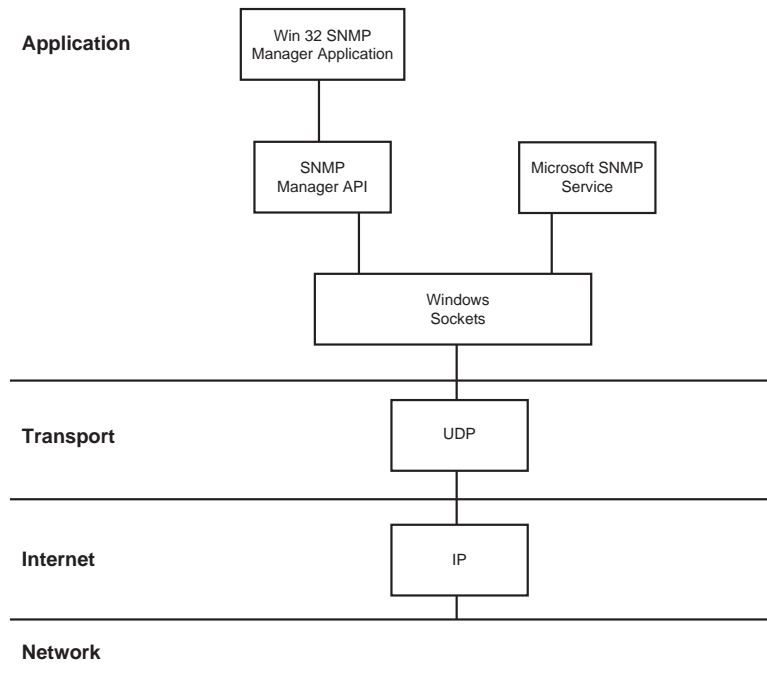 Application
Win 32 SNMP
Manager Application
SNMP
Manager API
Microsoft SNMP
Service
Windows
Sockets
Transport
UDP
Internet
IP
Network